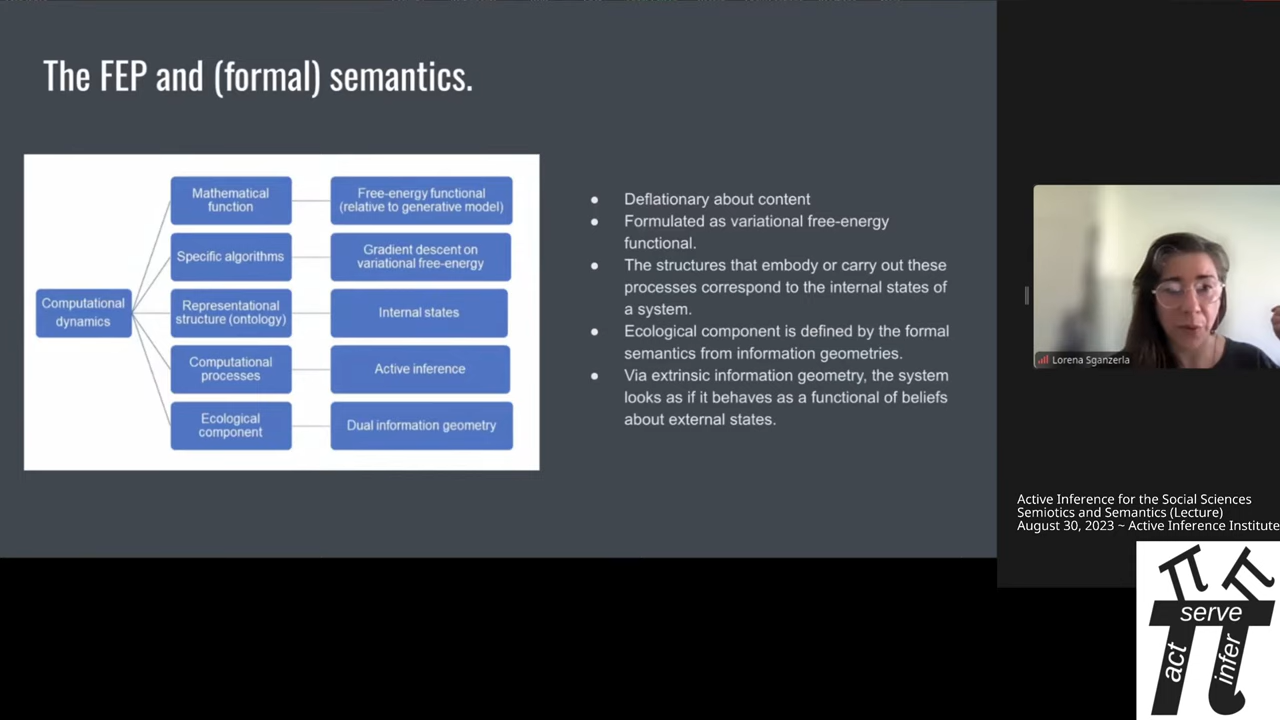 The FEP and (formal) semantics.
Computational
dynamics
Mathematical
function
Free-energy functional
(relative to generative model)
Specific algorithms
Gradient descent on
variational free-energy
Representational
structure (ontology)
Internal states
Computational
processes
Active inference
Ecological
component
Dual information geometry
● Deflationary about content
● Formulated as variational free-energy
functional.
● The structures that embody or carry out these
processes correspond to the internal states of
a system.
● Ecological component is defined by the formal
semantics from information geometries.
● Via extrinsic information geometry, the system
looks as if it behaves as a functional of beliefs
about external states.
Lorena Sganzerla
Active Inference for the Social Sciences
Semiotics and Semantics (Lecture)
August 30, 2023 ~ Active Inference Institute
serve
act
infer